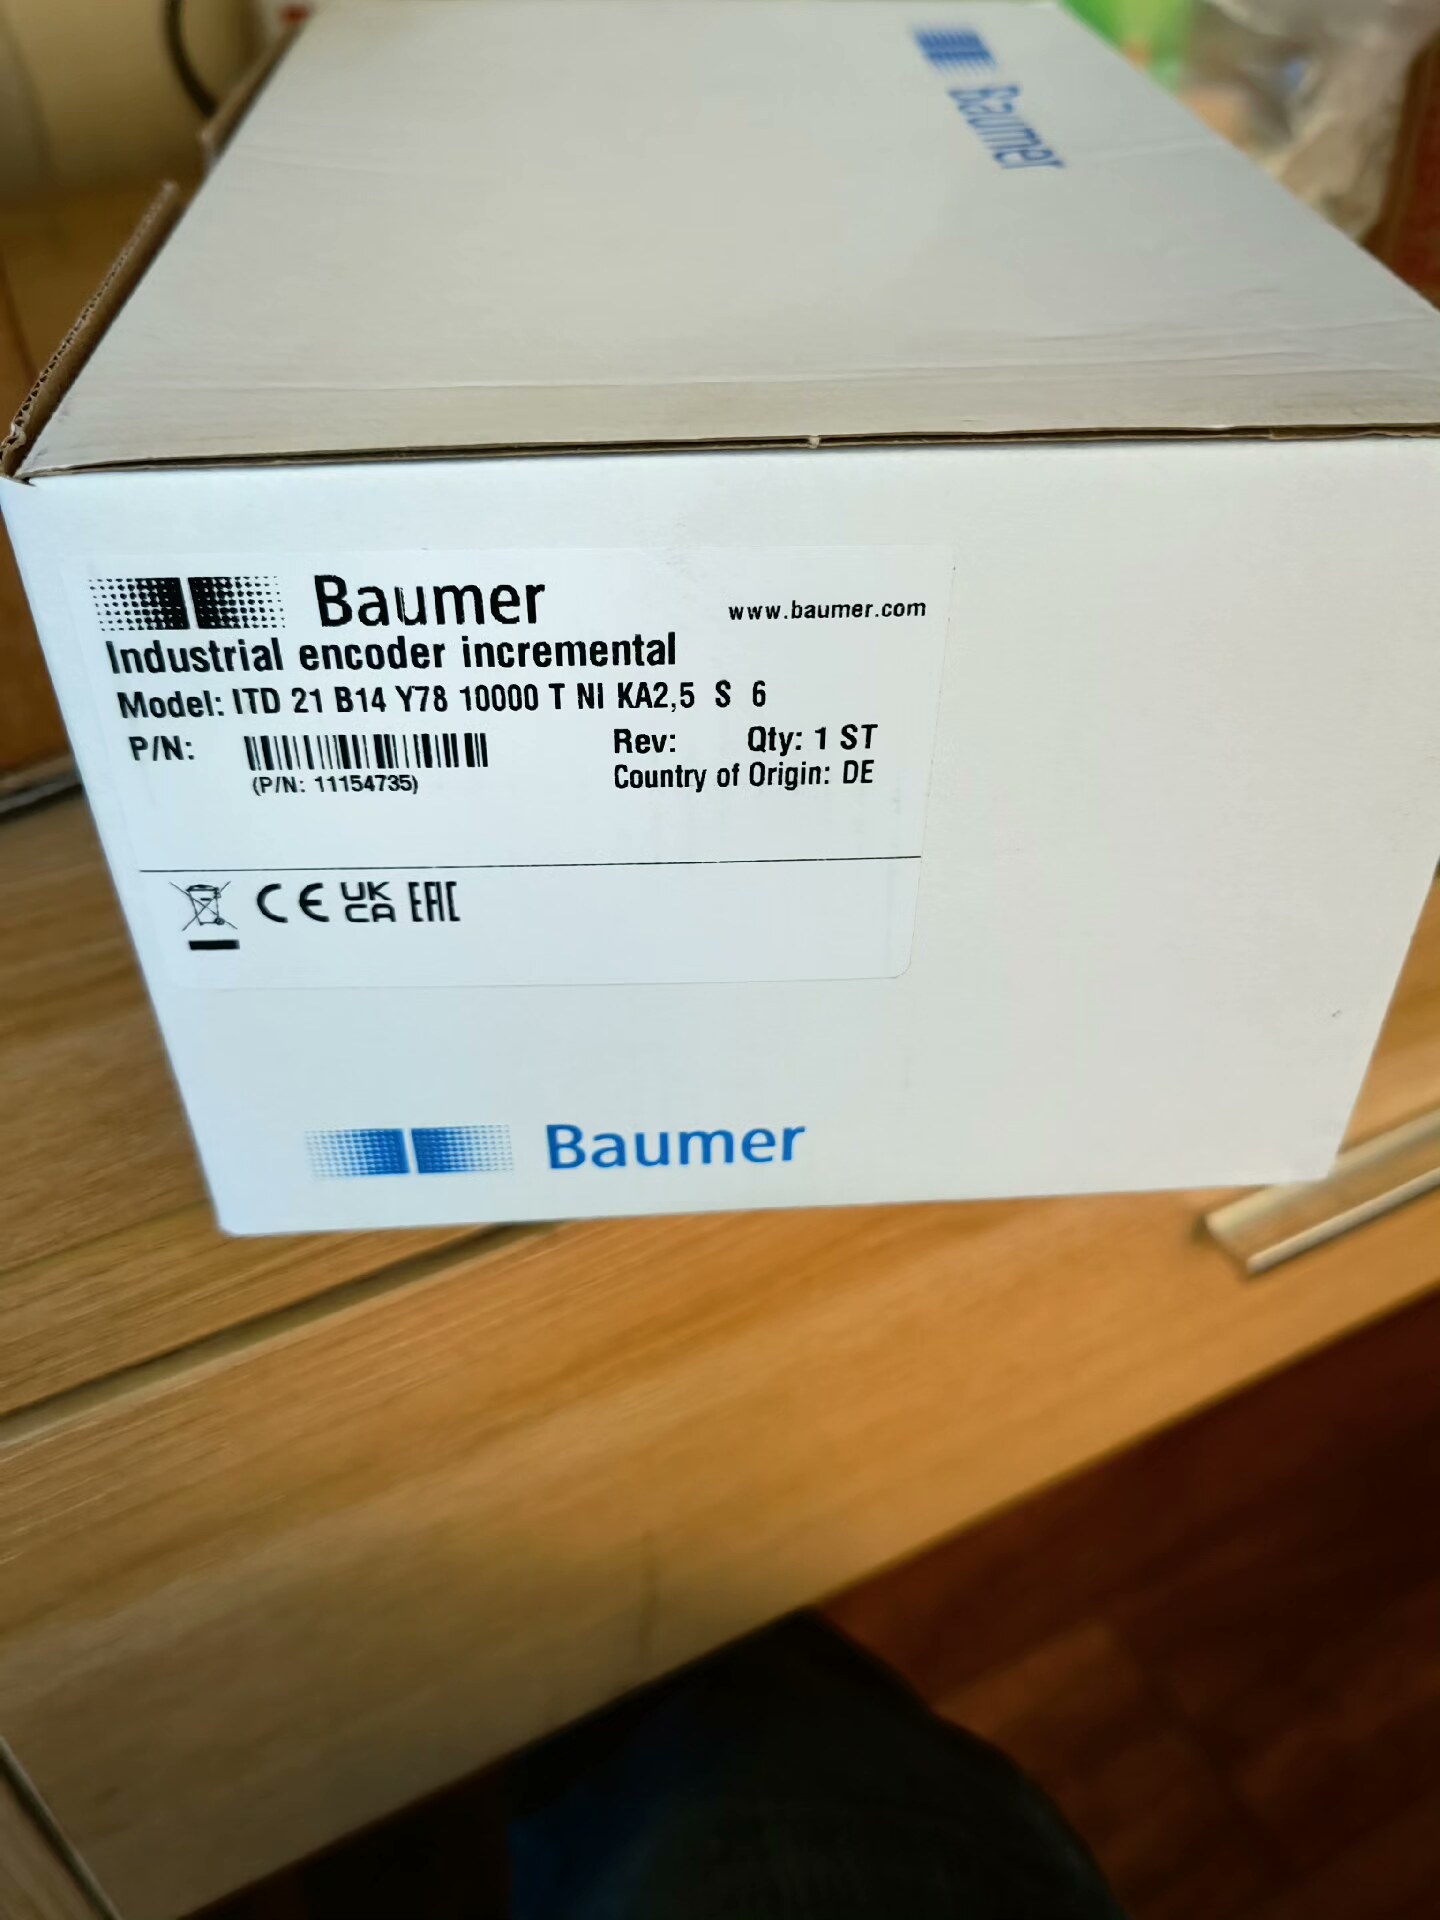 Baumer
Baumer
www.baumer.com
Industrial encoder incremental
Model: ITD 21 B14 Y78 10000 T NI KA2,5 S 6
P/N:
Rev: Qty: 1 ST
(P/N: 11154735)
Country of Origin: DE
CE UK CA EAC
Baumer